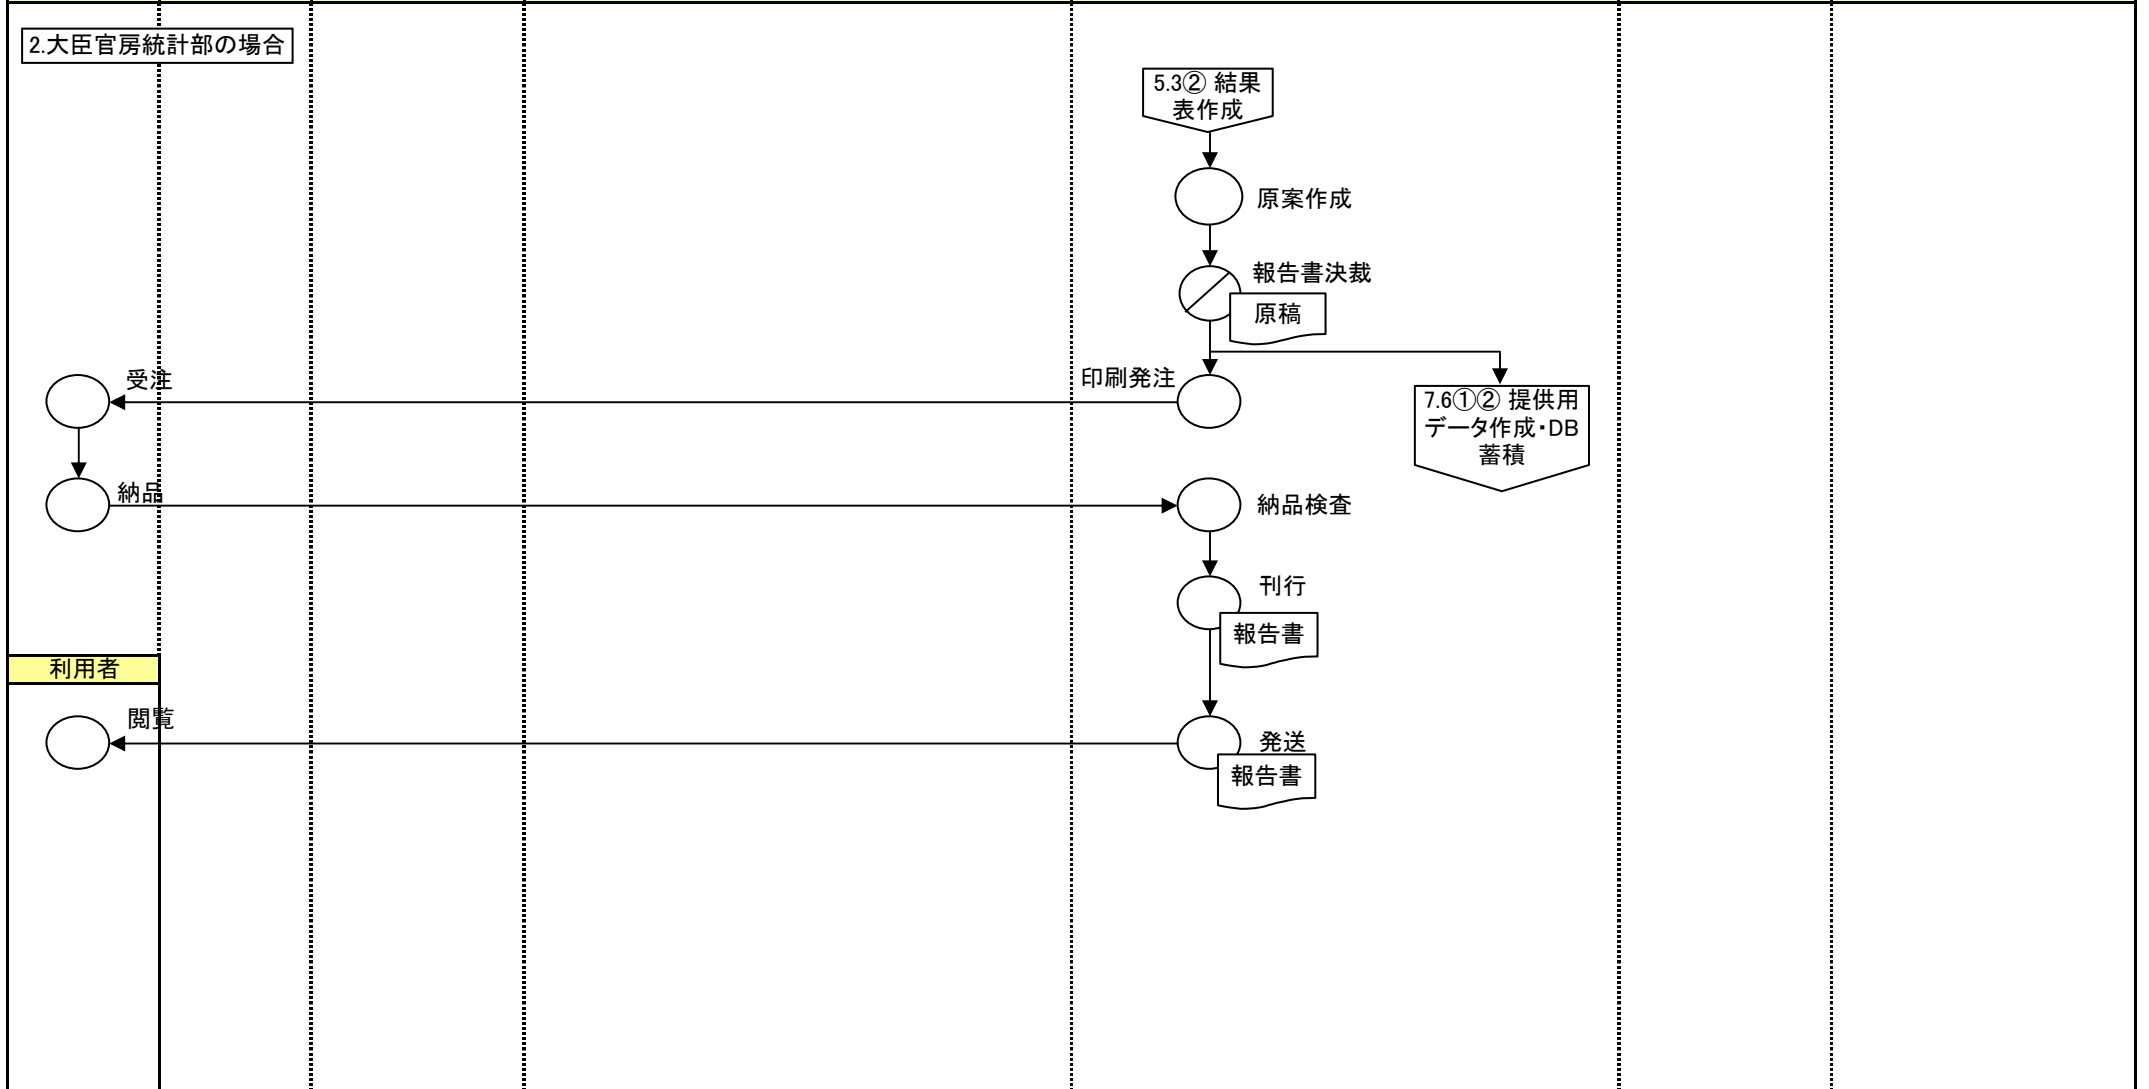 2.大臣官房統計部の場合
5.3② 結果
表作成
原案作成
報告書決裁
原稿
受注
印刷発注
7.6①② 提供用
データ作成・DB
蓄積
納品
納品検査
刊行
報告書
利用者
閲覧
発送
報告書